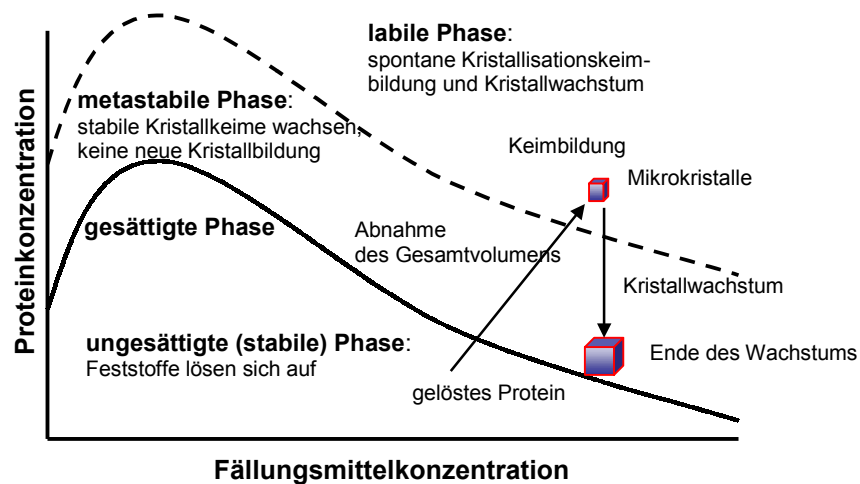 labile Phase:
spontane Kristallisationskeim-
bildung und Kristallwachstum
metastabile Phase:
stabile Kristallkeime wachsen,
keine neue Kristallbildung
Keimbildung
Mikrokristalle
gesättigte Phase
Abnahme
des Gesamtvolumens
Kristallwachstum
ungesättigte (stabile) Phase:
Feststoffe lösen sich auf
Ende des Wachstums
gelöstes Protein
Proteinkonzentration
Fällungsmittelkonzentration